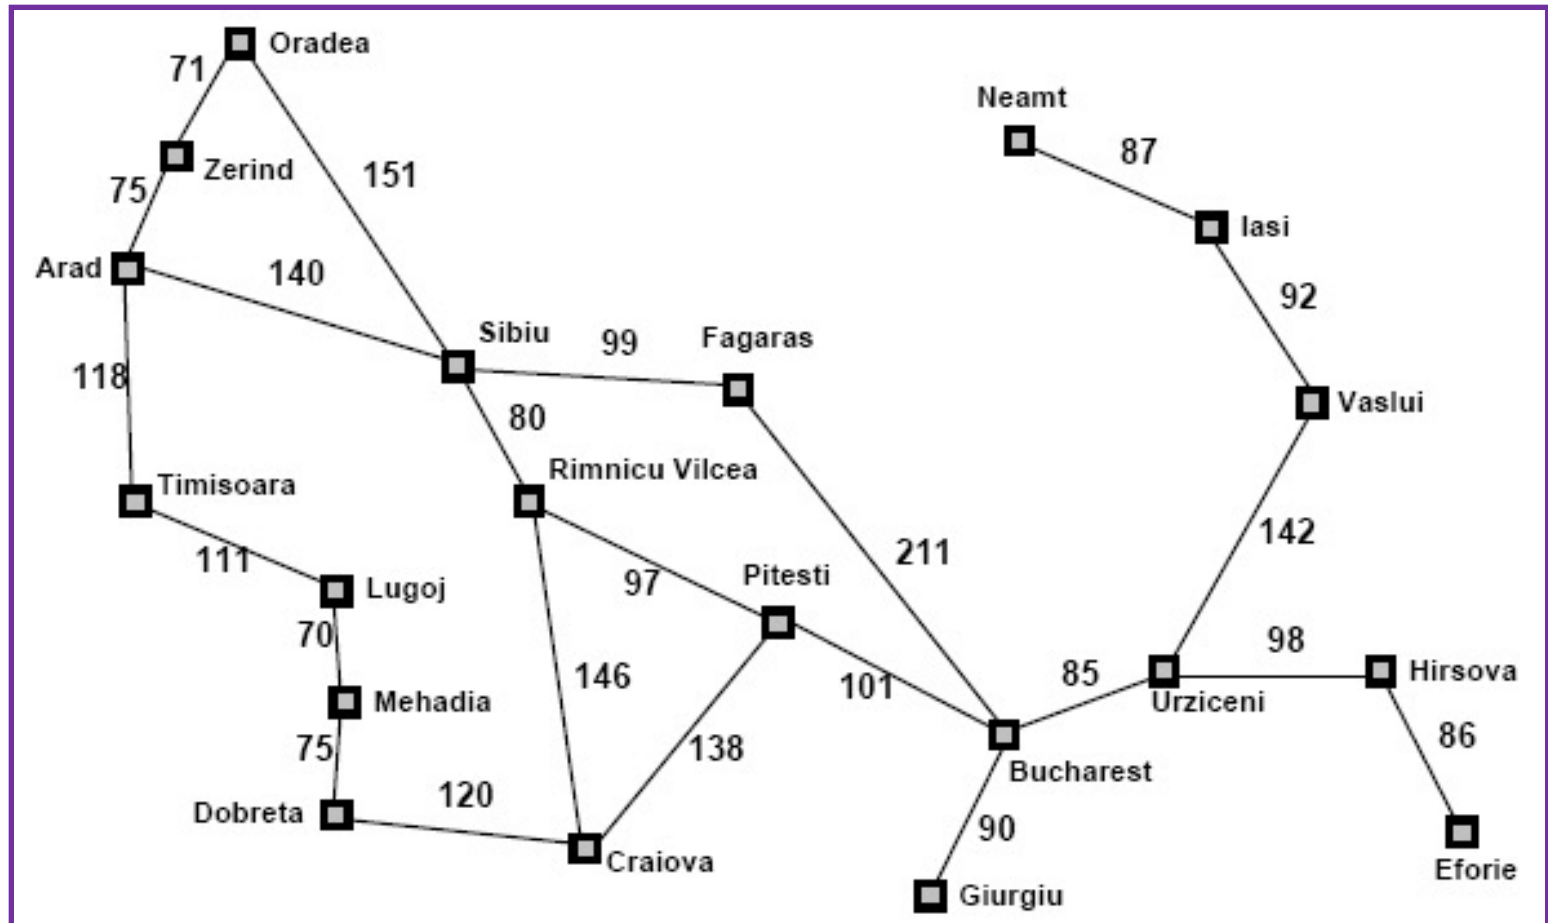 Oradea
71
Neamt
87
Zerind
151
75
Iasi
Arad
140
92
Sibiu
99
Fagaras
118
80
Vaslui
Rimnicu Vilcea
Timisoara
142
111
211
97
Pitesti
Lugoj
70
98
146
85
Hirsova
101
Mehadia
Urziceni
75
138
86
Bucharest
120
Dobreta
90
Craiova
Eforie
Giurgiu